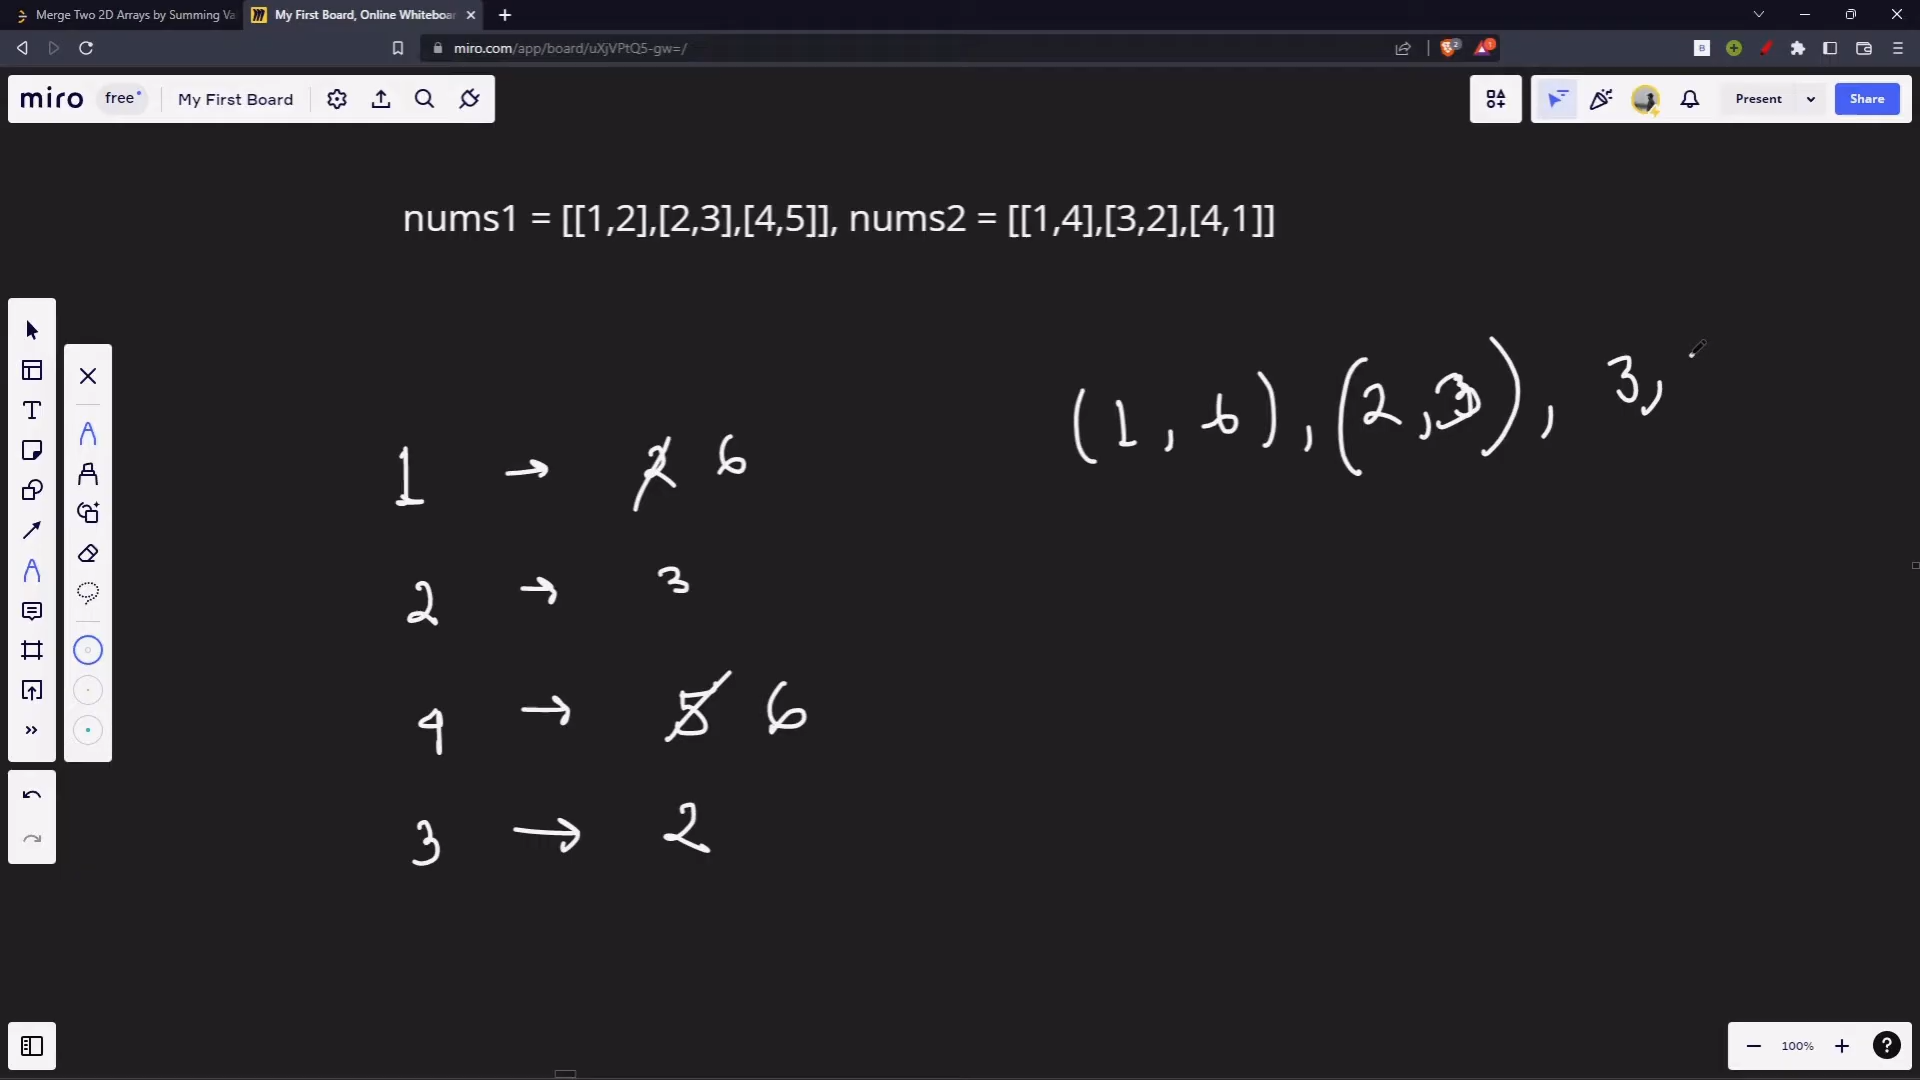 Merge Two 2D Arrays by Summing Va
My First Board, Online Whiteboar
miro.com/app/board/uXjVPtQ5-gw=/
miro free My First Board
Present Share
nums1 = [[1,2],[2,3],[4,5]], nums2 = [[1,4],[3,2],[4,1]]
(1, 6), (2,3), 3,
1 → 2 6
2 → 3
4 → 5 6
3 → 2
100%